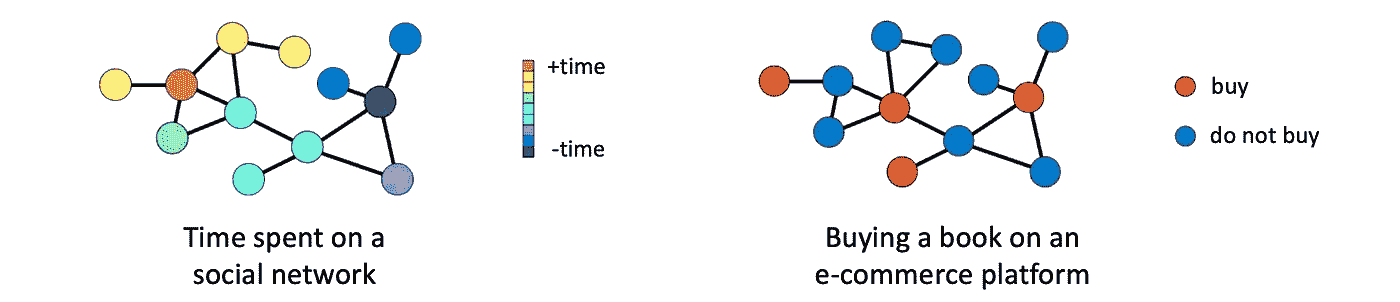 +time
-time
Time spent on a
social network
buy
do not buy
Buying a book on an
e-commerce platform